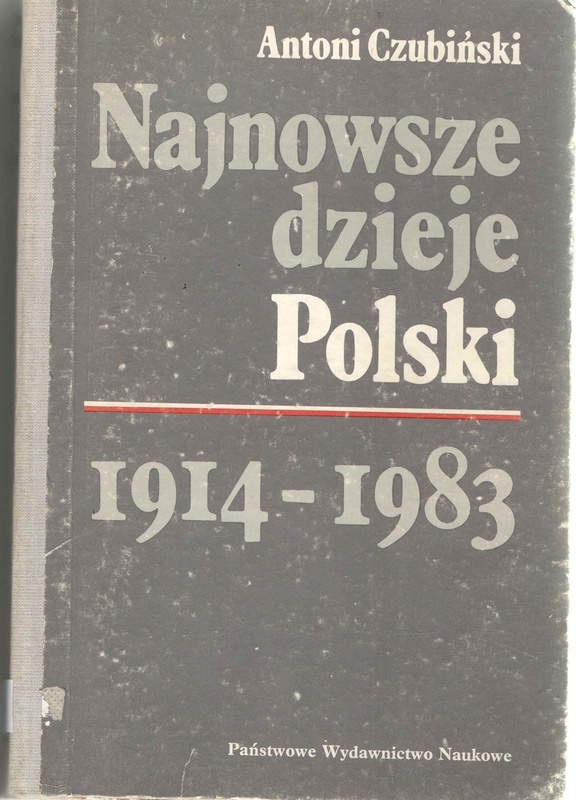 Antoni Czubiński
Najnowsze
dzieje
Polski
1914-1983
Państwowe Wydawnictwo Naukowe